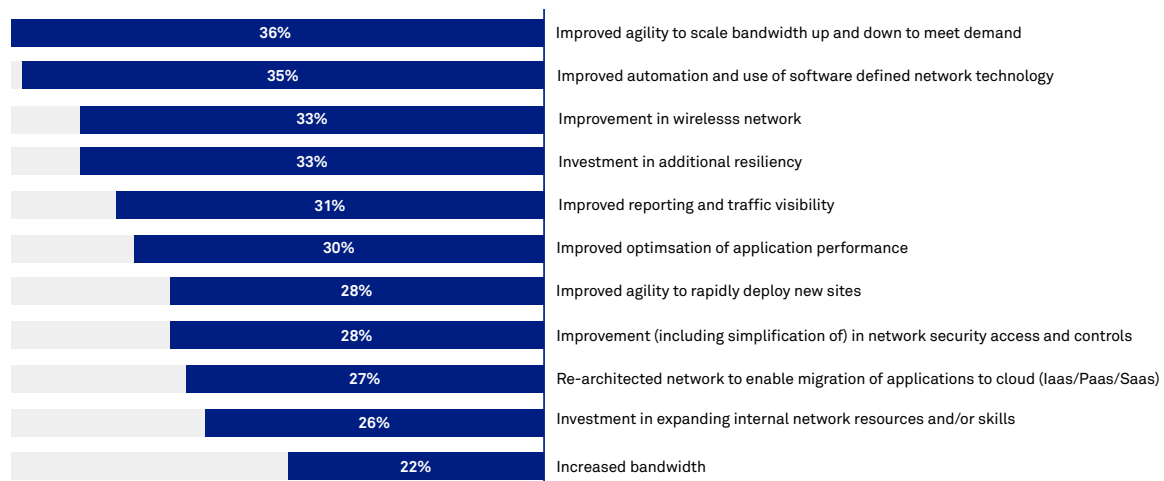 36% Improved agility to scale bandwidth up and down to meet demand
35% Improved automation and use of software defined network technology
33% Improvement in wirelesss network
33% Investment in additional resiliency
31% Improved reporting and traffic visibility
30% Improved optimsation of application performance
28% Improved agility to rapidly deploy new sites
28% Improvement (including simplification of) in network security access and controls
27% Re-architected network to enable migration of applications to cloud (Iaas/Paas/Saas)
26% Investment in expanding internal network resources and/or skills
22% Increased bandwidth